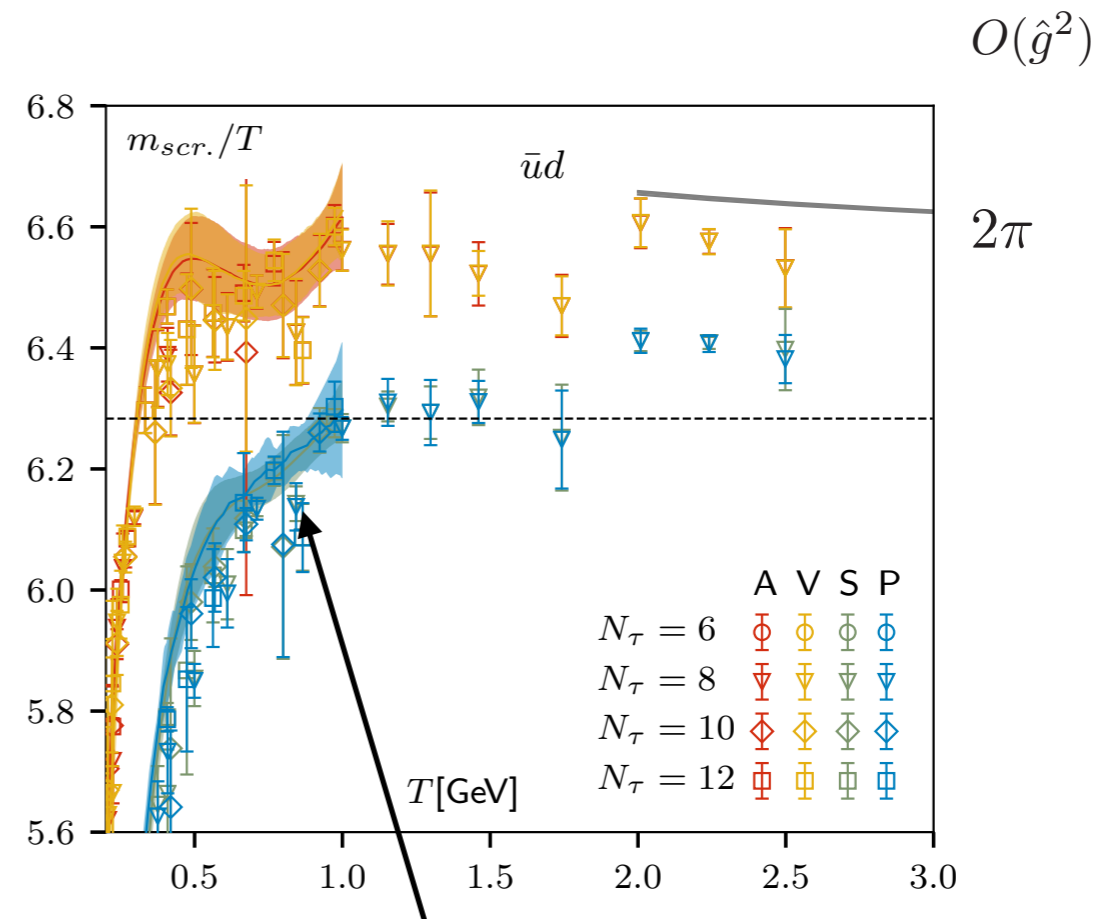 O(ĝ²)
6.8
m_{scr.}/T
ūd
6.6
2π
6.4
6.2
6.0
A V S P
N_τ = 6
N_τ = 8
5.8
N_τ = 10
N_τ = 12
T[GeV]
5.6
0.5 1.0 1.5 2.0 2.5 3.0